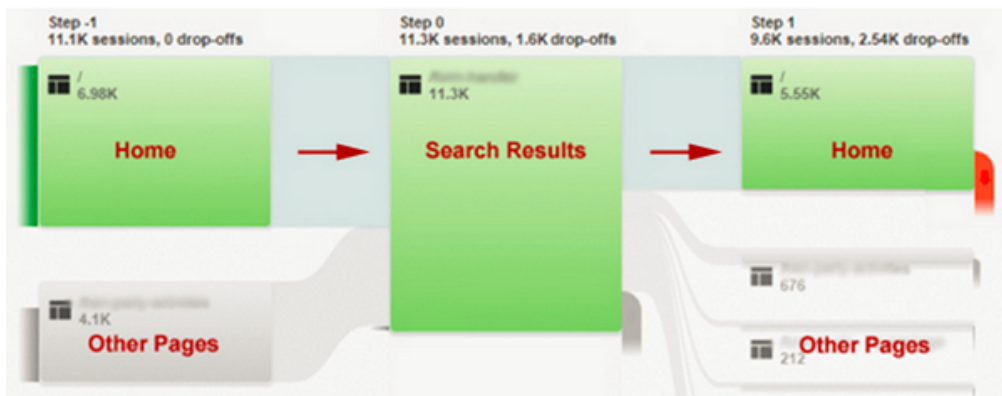 Step -1
11.1K sessions, 0 drop-offs
/
6.98K
Home
4.1K
Other Pages
Step 0
11.3K sessions, 1.6K drop-offs
11.3K
Search Results
Step 1
9.6K sessions, 2.54K drop-offs
/
5.55K
Home
676
212
Other Pages